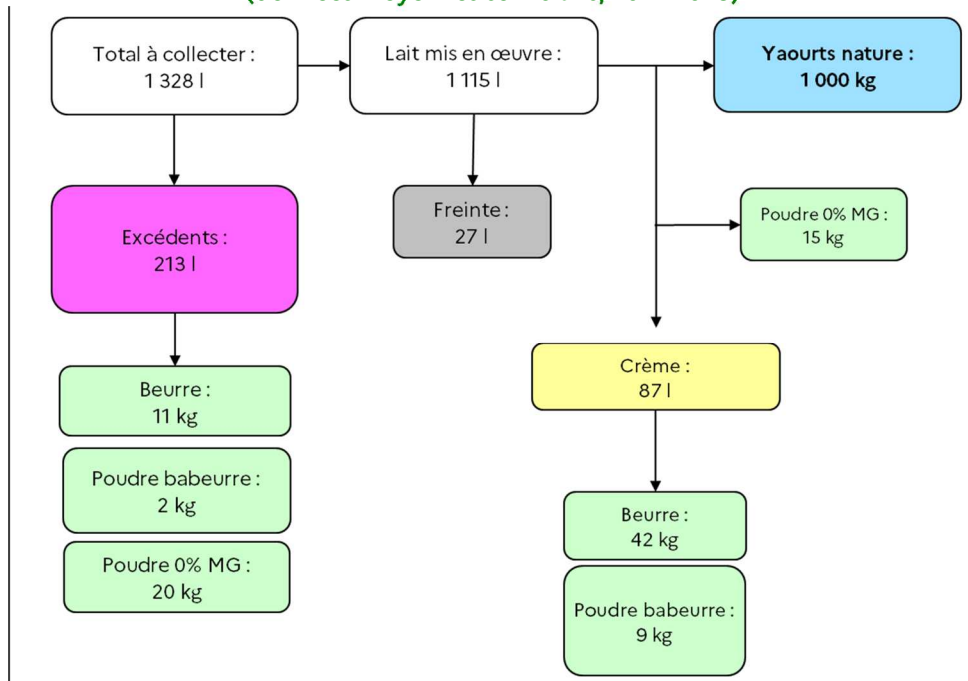 Total à collecter :
1 328 l
Lait mis en œuvre :
1 115 l
Yaourts nature :
1 000 kg
Excédents :
213 l
Freinte :
27 l
Poudre 0% MG :
15 kg
Crème :
87 l
Beurre :
11 kg
Poudre babeurre :
2 kg
Poudre 0% MG :
20 kg
Beurre :
42 kg
Poudre babeurre :
9 kg